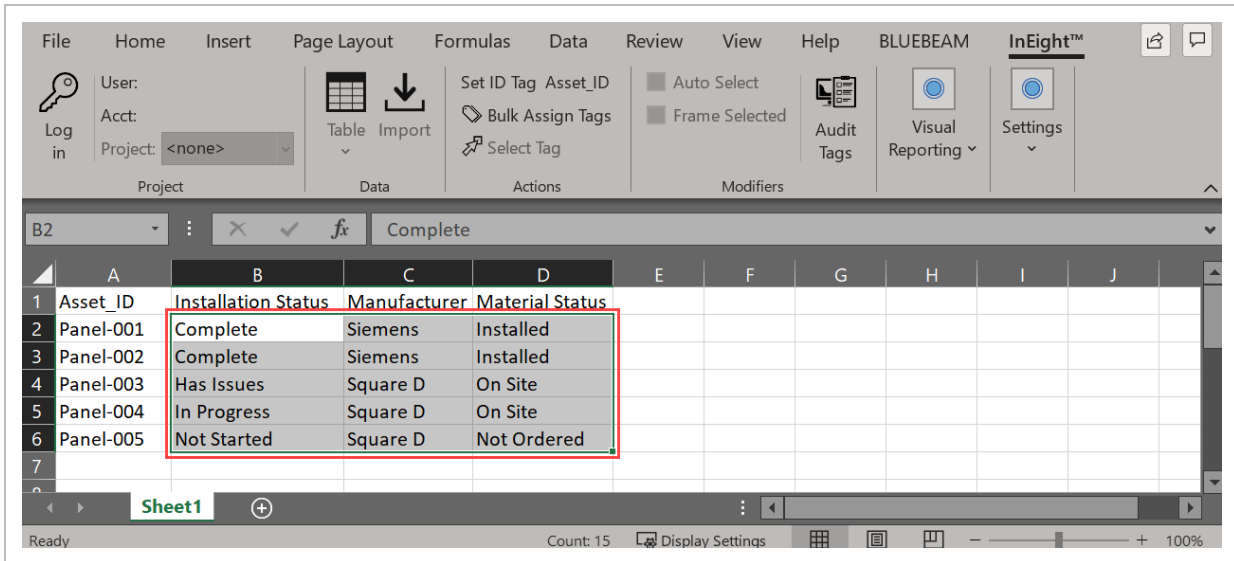 File Home Insert Page Layout Formulas Data Review View Help BLUEBEAM InEight™
User: Set ID Tag Asset_ID Auto Select
Acct: Bulk Assign Tags Frame Selected
Log in Project: <none> Table Import Select Tag Audit Tags Visual Reporting Settings
Project Data Actions Modifiers
B2 fx Complete
A B C D E F G H I J
1 Asset_ID Installation Status Manufacturer Material Status
2 Panel-001 Complete Siemens Installed
3 Panel-002 Complete Siemens Installed
4 Panel-003 Has Issues Square D On Site
5 Panel-004 In Progress Square D On Site
6 Panel-005 Not Started Square D Not Ordered
7
Sheet1
Ready Count: 15 Display Settings 100%